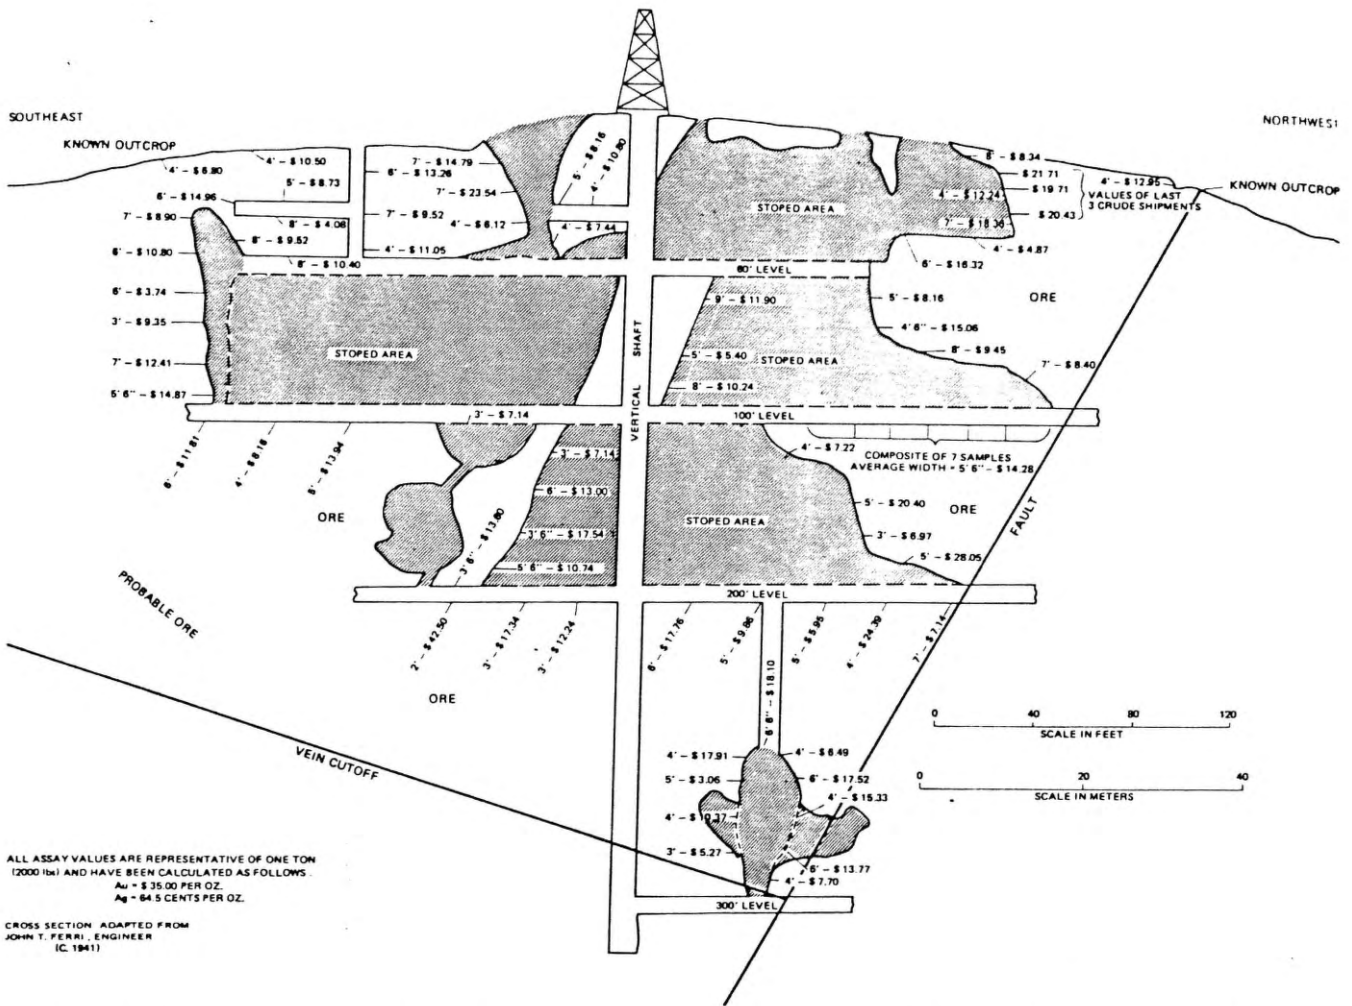 SOUTHEAST
NORTHWEST
KNOWN OUTCROP
4' - $ 10.50
4' - $ 6.80
5' - $ 8.73
6' - $ 14.96
7' - $ 8.90
8' - $ 4.08
8' - $ 9.52
6' - $ 10.80
8' - $ 10.40
6' - $ 3.74
3' - $ 9.35
7' - $ 12.41
5' 6" - $ 14.87
7' - $ 14.79
6' - $ 13.26
7' - $ 23.54
7' - $ 9.52
4' - $ 6.12
4' - $ 11.05
5' - $ 8.16
4' - $ 10.80
4' - $ 7.44
STOPED AREA
8' - $ 8.34
$ 21.71
$ 19.71
4' - $ 12.24
$ 20.43
7' - $ 18.36
VALUES OF LAST
3 CRUDE SHIPMENTS
4' - $ 12.95
KNOWN OUTCROP
4' - $ 4.87
6' - $ 16.32
60' LEVEL
ORE
9' - $ 11.90
5' - $ 8.16
4' 6" - $ 15.06
8' - $ 9.45
7' - $ 8.40
STOPED AREA
VERTICAL SHAFT
5' - $ 5.40
STOPED AREA
8' - $ 10.24
100' LEVEL
3' - $ 7.14
4' - $ 8.16
8' - $ 13.94
3' - $ 7.14
4' - $ 7.22
COMPOSITE OF 7 SAMPLES
AVERAGE WIDTH = 5' 6" - $ 14.28
6' - $ 13.00
5' - $ 20.40
ORE
ORE
3' 6" - $ 13.80
3' 6" - $ 17.54
STOPED AREA
3' - $ 6.97
5' 6" - $ 10.74
5' - $ 28.05
FAULT
200' LEVEL
PROBABLE ORE
2' - $ 42.50
3' - $ 17.34
3' - $ 12.24
6' - $ 17.76
5' - $ 9.86
5' - $ 5.95
4' - $ 24.39
7' - $ 7.14
ORE
6' 6" - $ 18.10
VEIN CUTOFF
4' - $ 17.91
4' - $ 6.49
5' - $ 3.06
6' - $ 17.52
4' - $ 15.33
3' - $ 5.27
6' - $ 13.77
4' - $ 7.70
300' LEVEL
0 40 80 120
SCALE IN FEET
0 20 40
SCALE IN METERS
ALL ASSAY VALUES ARE REPRESENTATIVE OF ONE TON
(2000 lbs) AND HAVE BEEN CALCULATED AS FOLLOWS.
Au = $ 35.00 PER OZ.
Ag = 64.5 CENTS PER OZ.
CROSS SECTION ADAPTED FROM
JOHN T. FERRI, ENGINEER
(C. 1941)